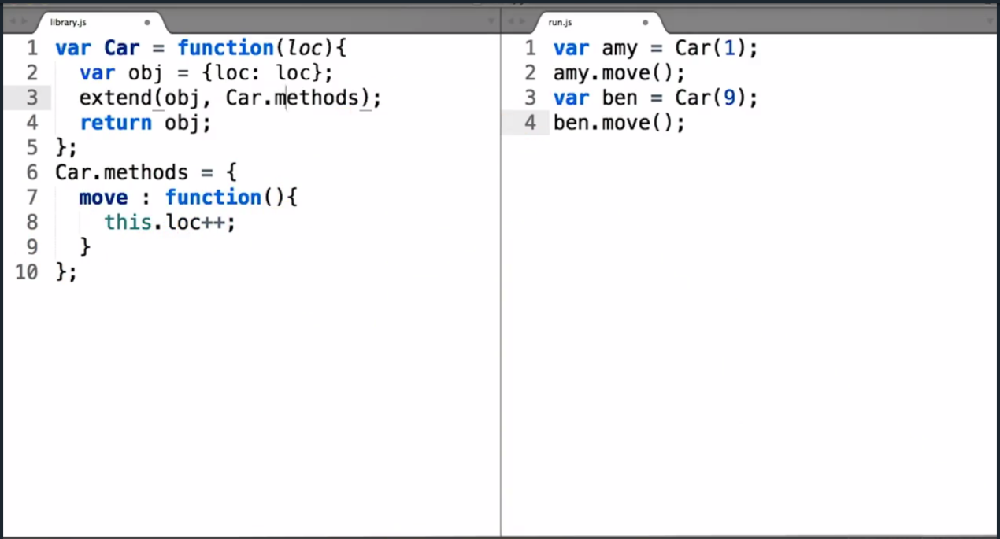 library.js
1 var Car = function(loc){
2   var obj = {loc: loc};
3   extend(obj, Car.methods);
4   return obj;
5 };
6 Car.methods = {
7   move : function(){
8     this.loc++;
9   }
10 };
run.js
1 var amy = Car(1);
2 amy.move();
3 var ben = Car(9);
4 ben.move();